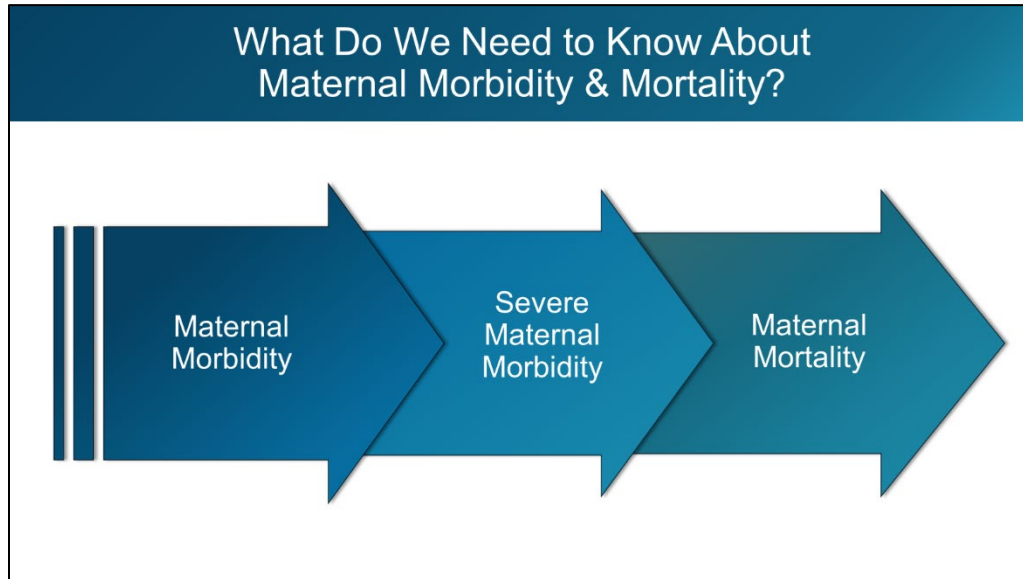 What Do We Need to Know About
Maternal Morbidity & Mortality?
Maternal
Morbidity
Severe
Maternal
Morbidity
Maternal
Mortality